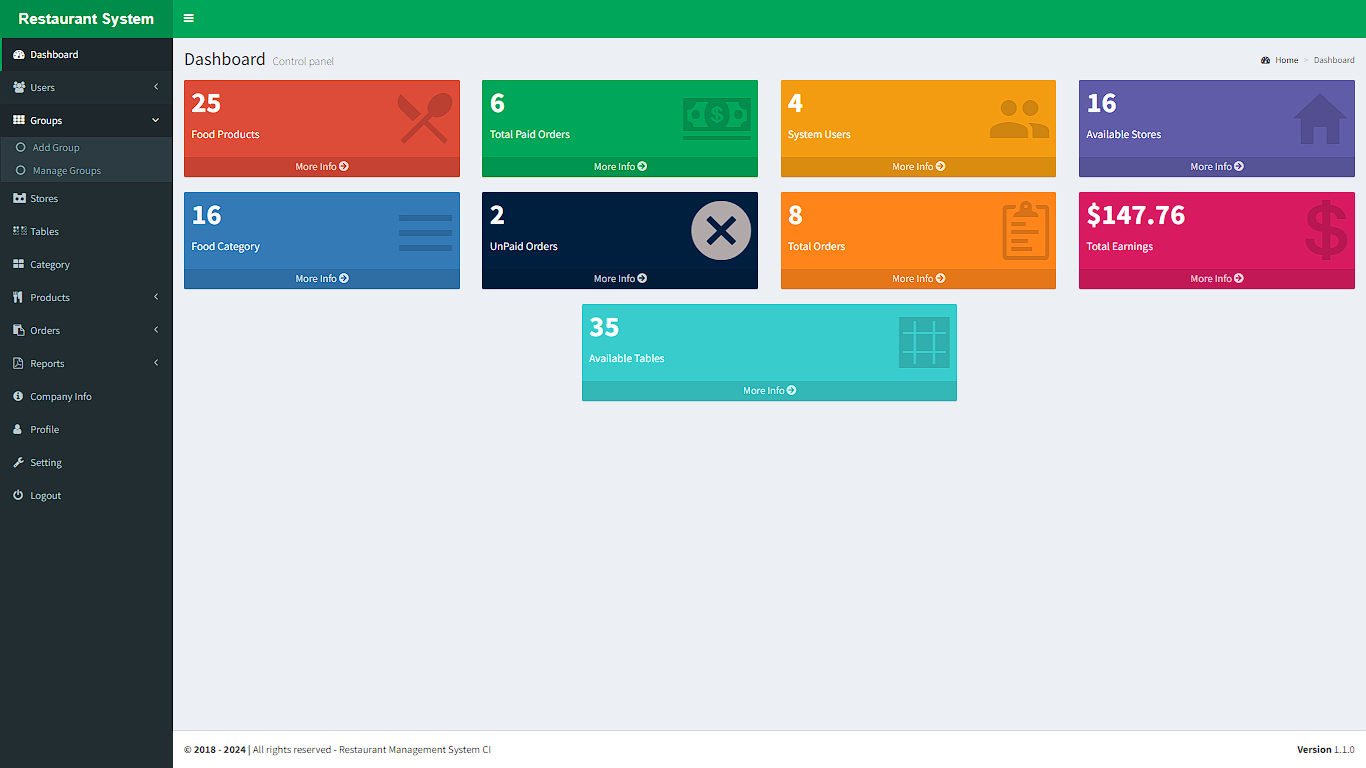 Restaurant System
Dashboard
Users
Groups
Add Group
Manage Groups
Stores
Tables
Category
Products
Orders
Reports
Company Info
Profile
Setting
Logout
Dashboard Control panel
Home > Dashboard
25
Food Products
More Info
6
Total Paid Orders
More Info
4
System Users
More Info
16
Available Stores
More Info
16
Food Category
More Info
2
UnPaid Orders
More Info
8
Total Orders
More Info
$147.76
Total Earnings
More Info
35
Available Tables
More Info
© 2018 - 2024 | All rights reserved - Restaurant Management System CI
Version 1.1.0